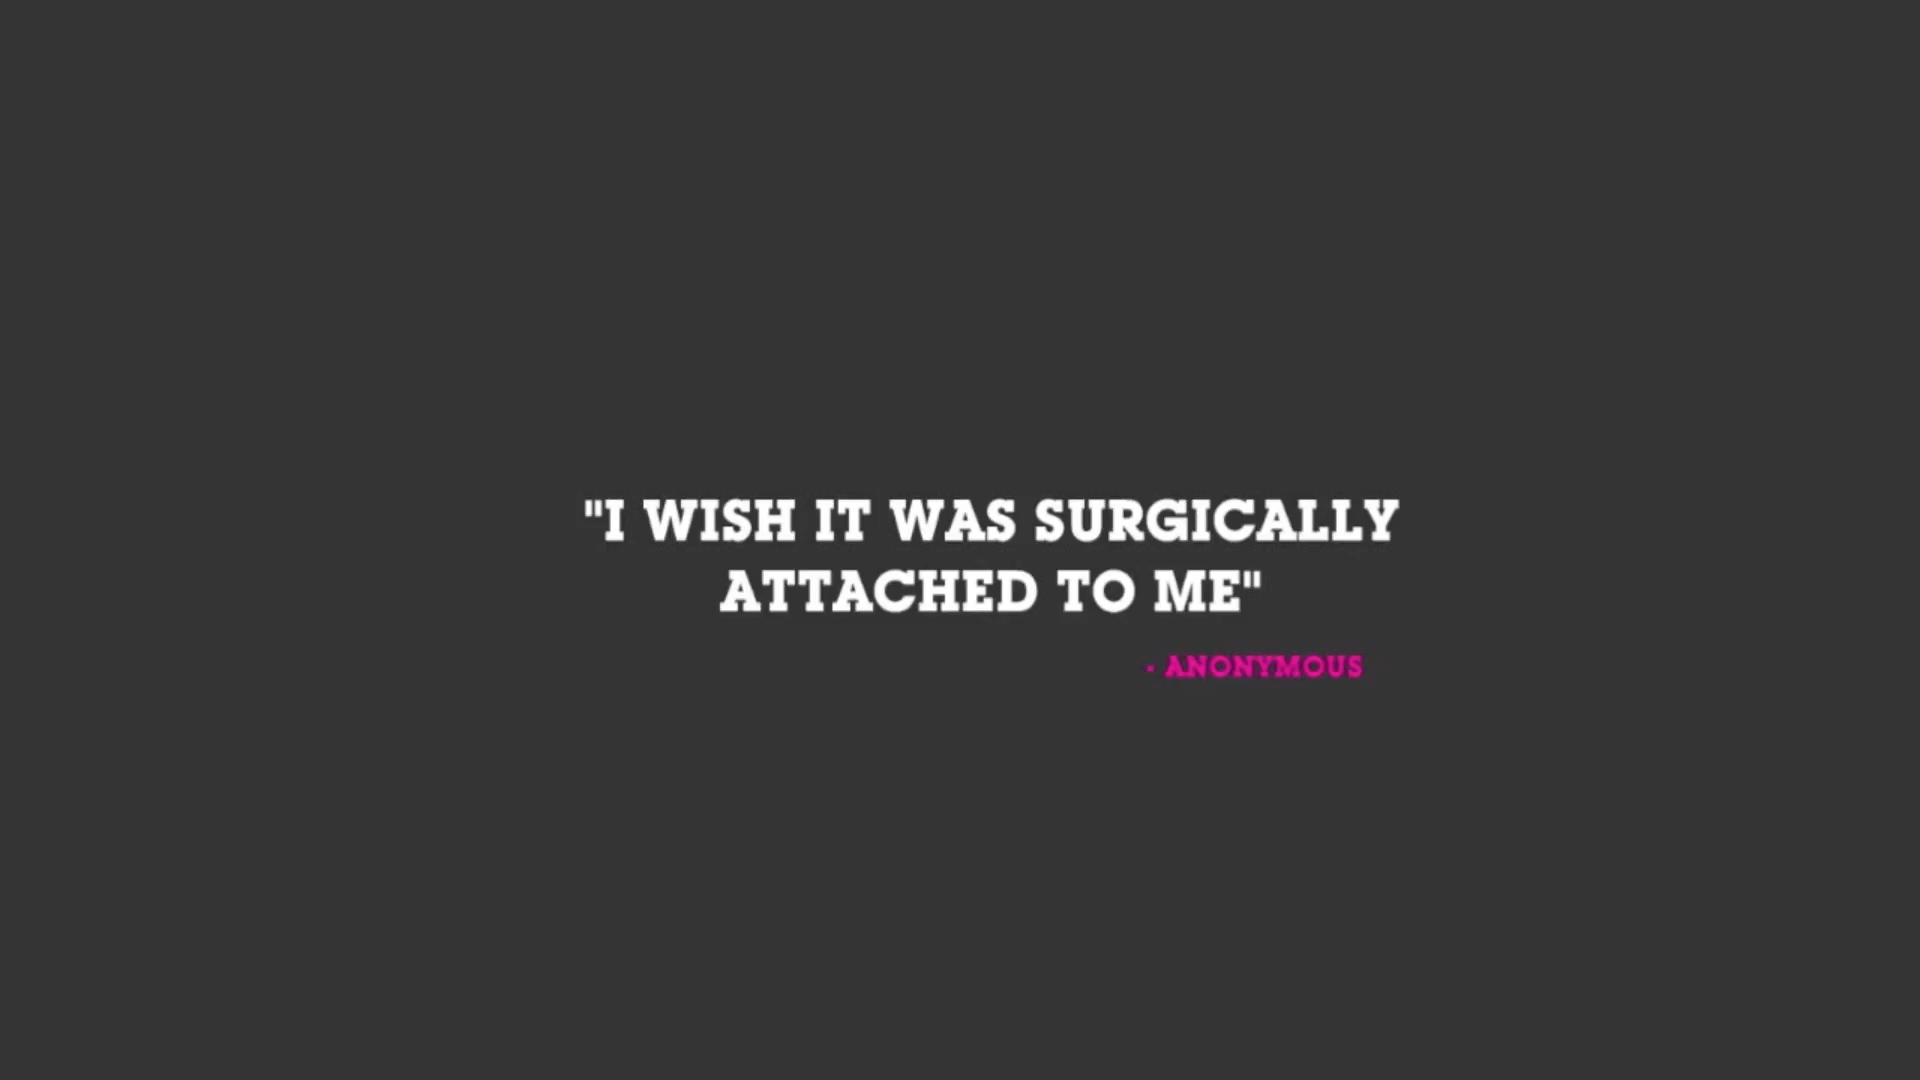 "I WISH IT WAS SURGICALLY
ATTACHED TO ME"
- ANONYMOUS